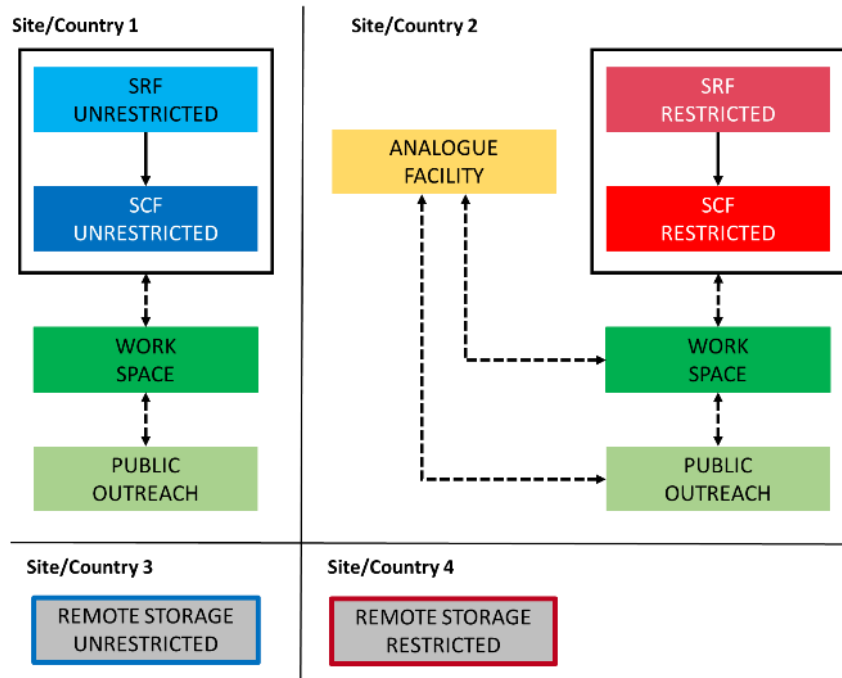 Site/Country 1
SRF
UNRESTRICTED
SCF
UNRESTRICTED
WORK
SPACE
PUBLIC
OUTREACH
Site/Country 2
ANALOGUE
FACILITY
SRF
RESTRICTED
SCF
RESTRICTED
WORK
SPACE
PUBLIC
OUTREACH
Site/Country 3
REMOTE STORAGE
UNRESTRICTED
Site/Country 4
REMOTE STORAGE
RESTRICTED